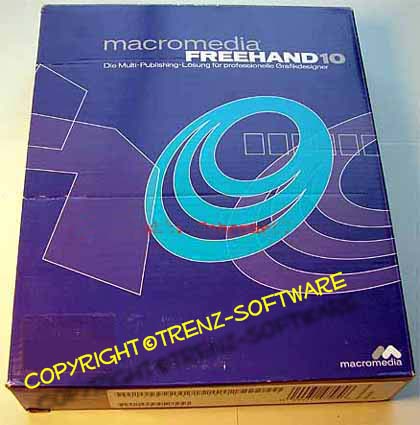 macromedia®
FREEHAND10
Die Multi-Publishing-Lösung für professionelle Grafikdesigner
COPYRIGHT ©TRENZ-SOFTWARE
macromedia®